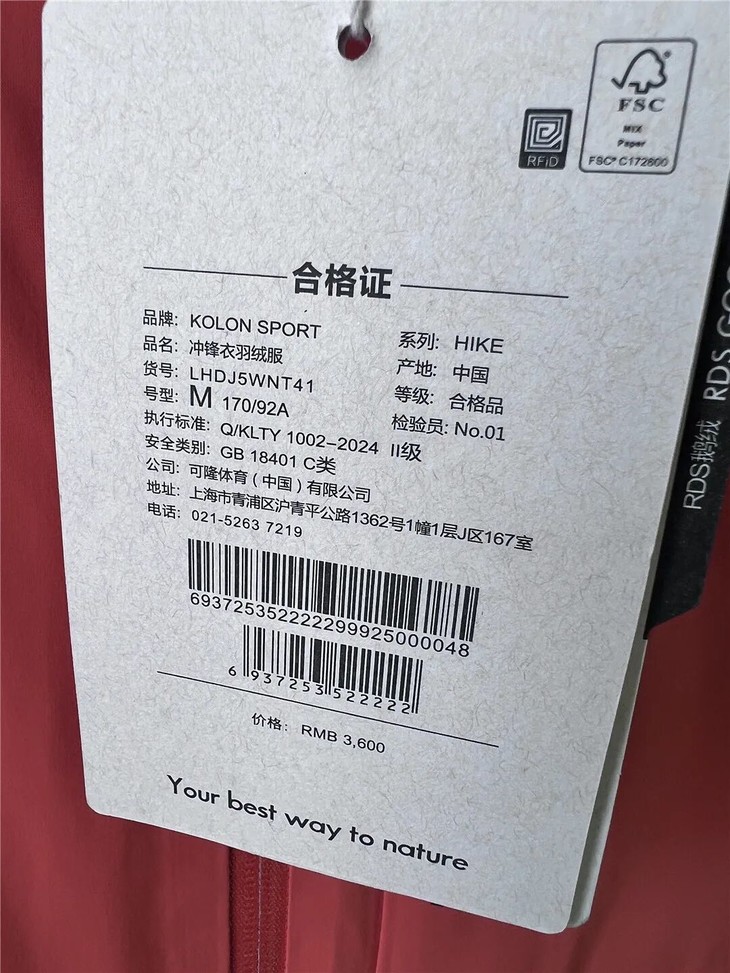 FSC
MIX
Paper
FSC® C172800
RFID
合格证
品牌: KOLON SPORT
系列: HIKE
品名: 冲锋衣羽绒服
产地: 中国
货号: LHDJ5WNT41
等级: 合格品
号型: M 170/92A
检验员: No.01
执行标准: Q/KLTY 1002-2024 II级
安全类别: GB 18401 C类
公司: 可隆体育(中国)有限公司
地址: 上海市青浦区沪青平公路1362号1幢1层J区167室
电话: 021-5263 7219
6937253522222299925000048
6 937253 522222
价格: RMB 3,600
Your best way to nature
RDS鹅绒 RDS